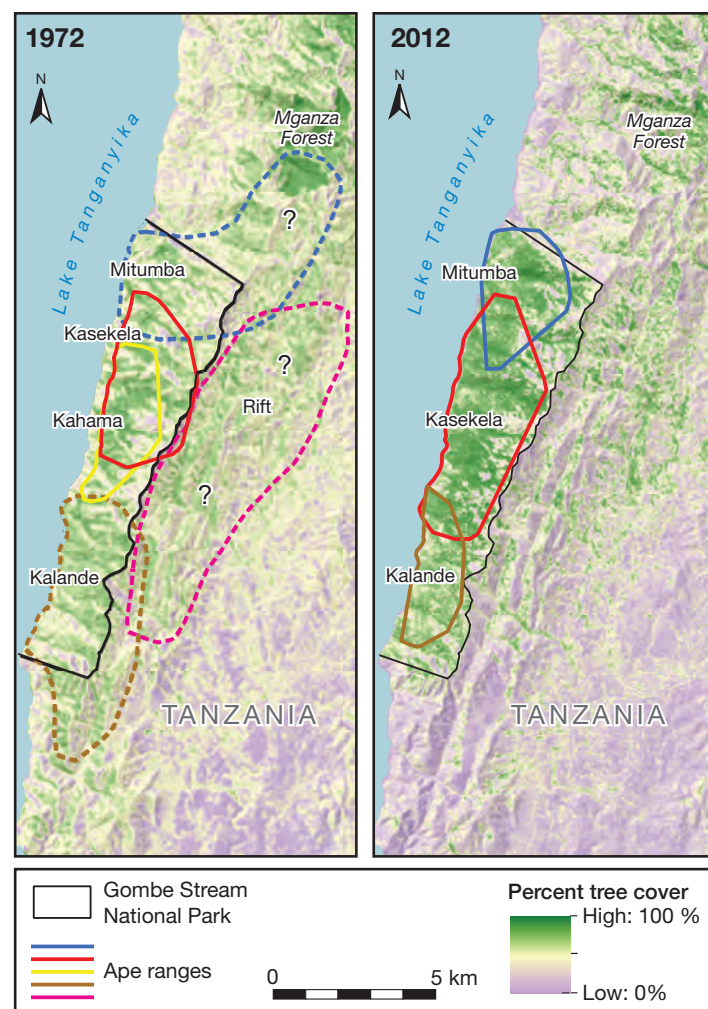 1972
N
Mganza
Forest
Lake Tanganyika
?
Mitumba
Kasekela
?
Rift
Kahama
?
Kalande
TANZANIA
2012
N
Mganza
Forest
Lake Tanganyika
Mitumba
Kasekela
Kalande
TANZANIA
Gombe Stream
National Park
Ape ranges
0 5 km
Percent tree cover
High: 100 %
Low: 0%